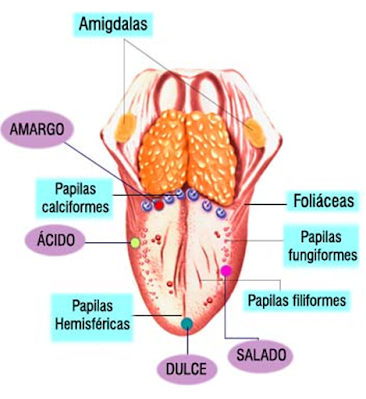 Amigdalas
AMARGO
Papilas
calciformes
Foliáceas
ÁCIDO
Papilas
fungiformes
Papilas
Hemisféricas
Papilas filiformes
DULCE
SALADO